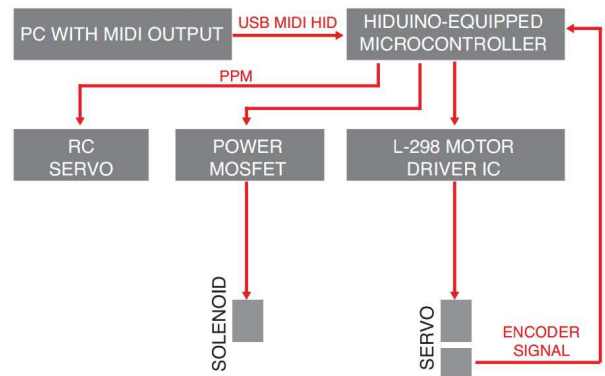 PC WITH MIDI OUTPUT
USB MIDI HID
HIDUINO-EQUIPPED
MICROCONTROLLER
PPM
RC
SERVO
POWER
MOSFET
L-298 MOTOR
DRIVER IC
SOLENOID
SERVO
ENCODER
SIGNAL